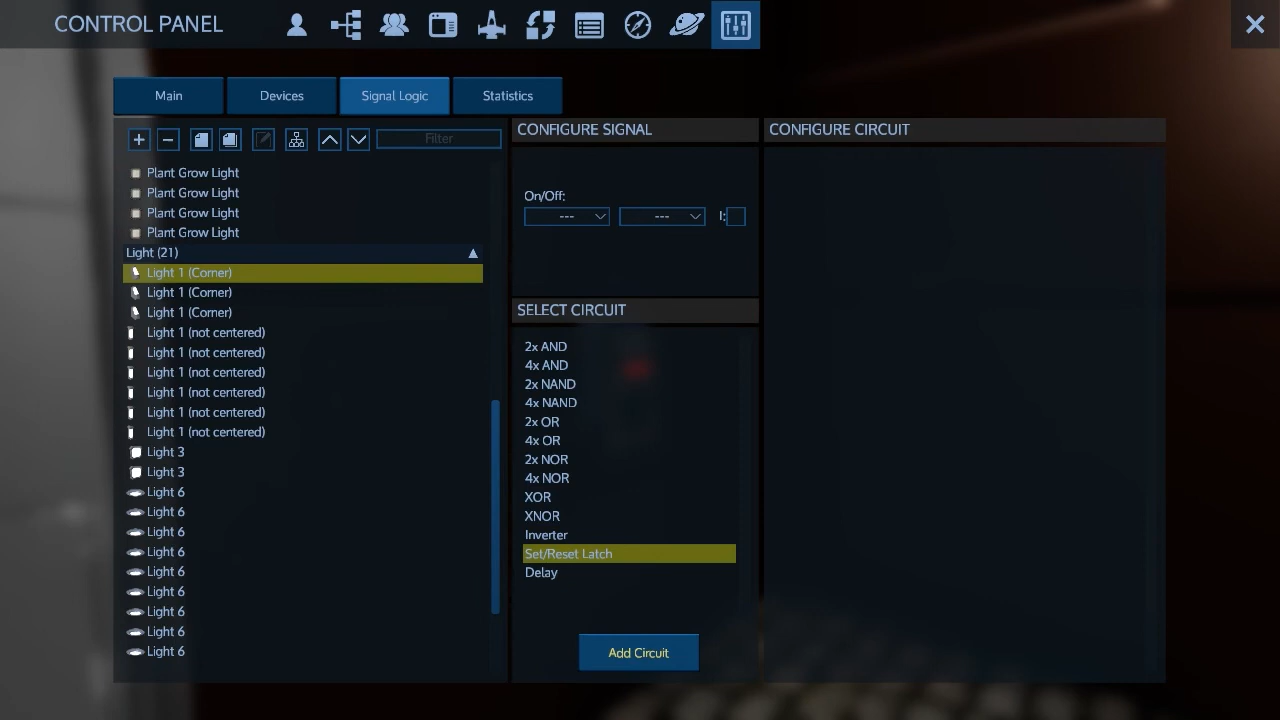 CONTROL PANEL
Main
Devices
Signal Logic
Statistics
Filter
Plant Grow Light
Plant Grow Light
Plant Grow Light
Plant Grow Light
Light (21)
Light 1 (Corner)
Light 1 (Corner)
Light 1 (Corner)
Light 1 (not centered)
Light 1 (not centered)
Light 1 (not centered)
Light 1 (not centered)
Light 1 (not centered)
Light 1 (not centered)
Light 3
Light 3
Light 6
Light 6
Light 6
Light 6
Light 6
Light 6
Light 6
Light 6
Light 6
CONFIGURE SIGNAL
On/Off:
--- --- I:
SELECT CIRCUIT
2x AND
4x AND
2x NAND
4x NAND
2x OR
4x OR
2x NOR
4x NOR
XOR
XNOR
Inverter
Set/Reset Latch
Delay
Add Circuit
CONFIGURE CIRCUIT